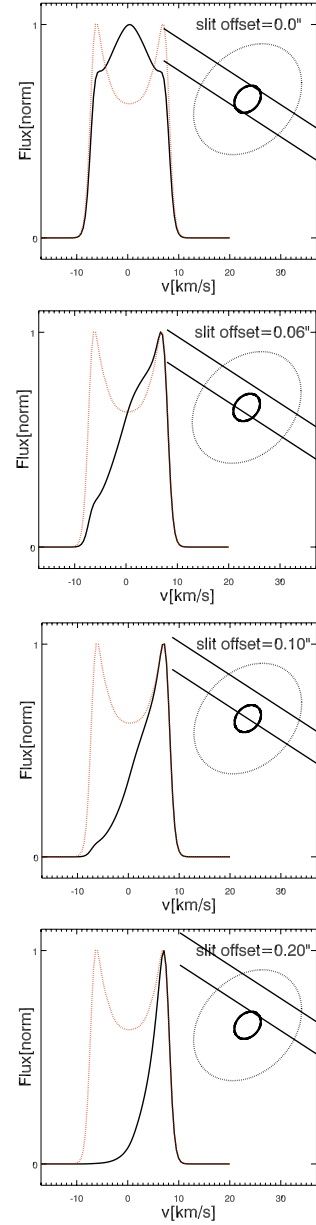 slit offset=0.0"
1
Flux[norm]
0
-10 0 10 20 30
v[km/s]
slit offset=0.06"
1
Flux[norm]
0
-10 0 10 20 30
v[km/s]
slit offset=0.10"
1
Flux[norm]
0
-10 0 10 20 30
v[km/s]
slit offset=0.20"
1
Flux[norm]
0
-10 0 10 20 30
v[km/s]